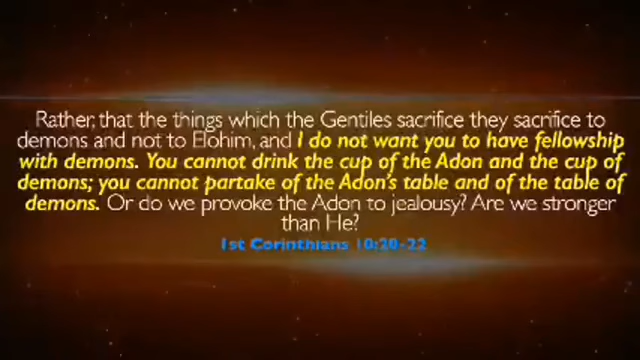 Rather, that the things which the Gentiles sacrifice they sacrifice to
demons and not to Elohim, and I do not want you to have fellowship
with demons. You cannot drink the cup of the Adon and the cup of
demons; you cannot partake of the Adon's table and of the table of
demons. Or do we provoke the Adon to jealousy? Are we stronger
than He?
1st Corinthians 10:20-22